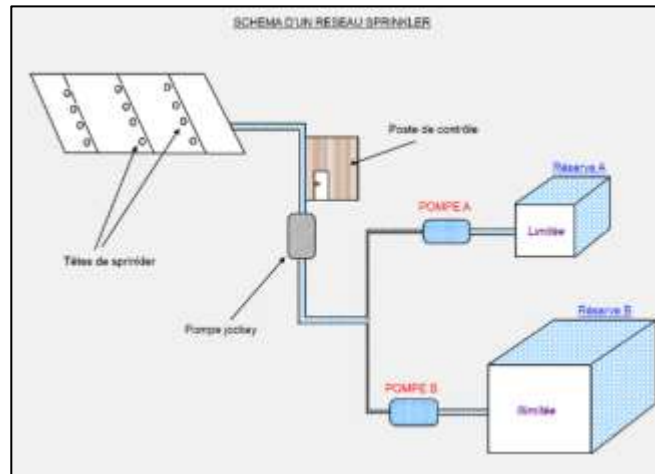 SCHEMA D'UN RESEAU SPRINKLER
Poste de contrôle
Réserve A
POMPE A
Limitée
Têtes de sprinkler
Pompe jockey
Réserve B
POMPE B
Illimitée